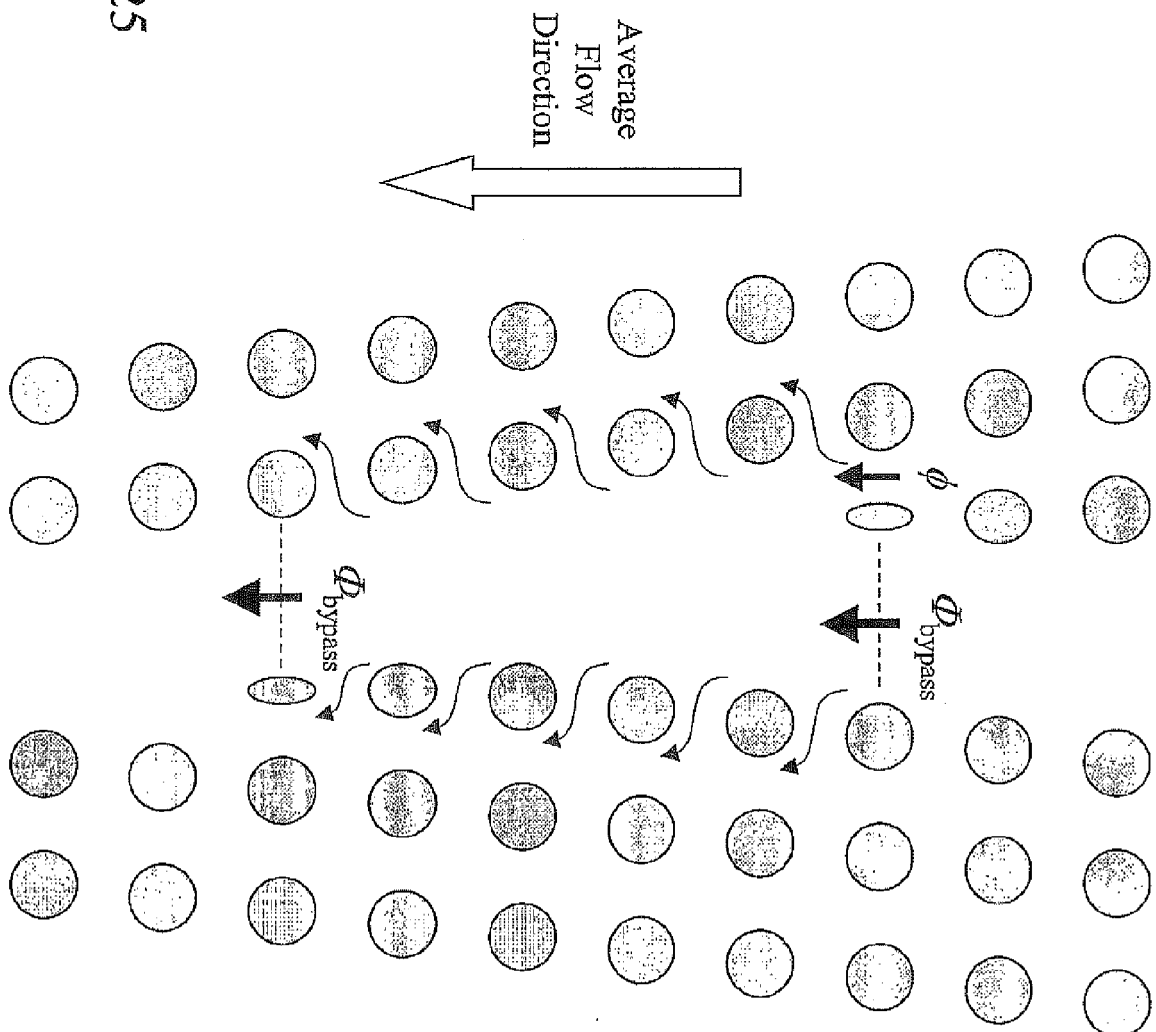 Average
Flow
Direction
ϕ
Φbypass
Φbypass
25